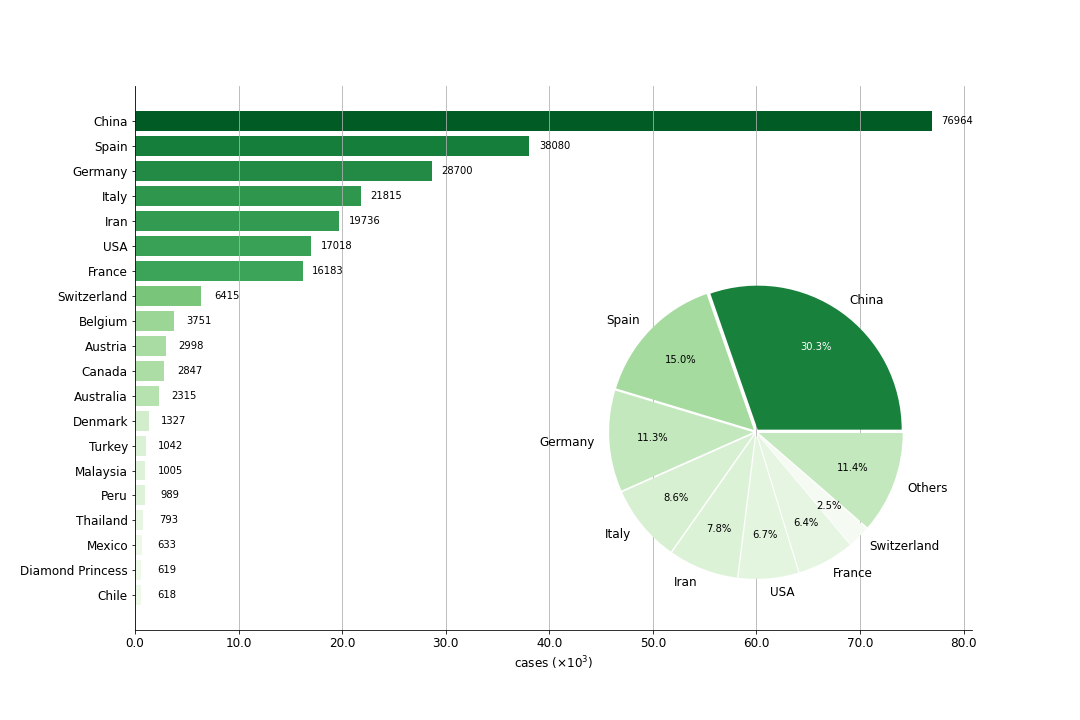 China 76964
Spain 38080
Germany 28700
Italy 21815
Iran 19736
USA 17018
France 16183
Switzerland 6415
Belgium 3751
Austria 2998
Canada 2847
Australia 2315
Denmark 1327
Turkey 1042
Malaysia 1005
Peru 989
Thailand 793
Mexico 633
Diamond Princess 619
Chile 618
0.0 10.0 20.0 30.0 40.0 50.0 60.0 70.0 80.0
cases (×10³)
China
30.3%
Spain
15.0%
Germany
11.3%
Italy
8.6%
Iran
7.8%
USA
6.7%
France
6.4%
Switzerland
2.5%
Others
11.4%